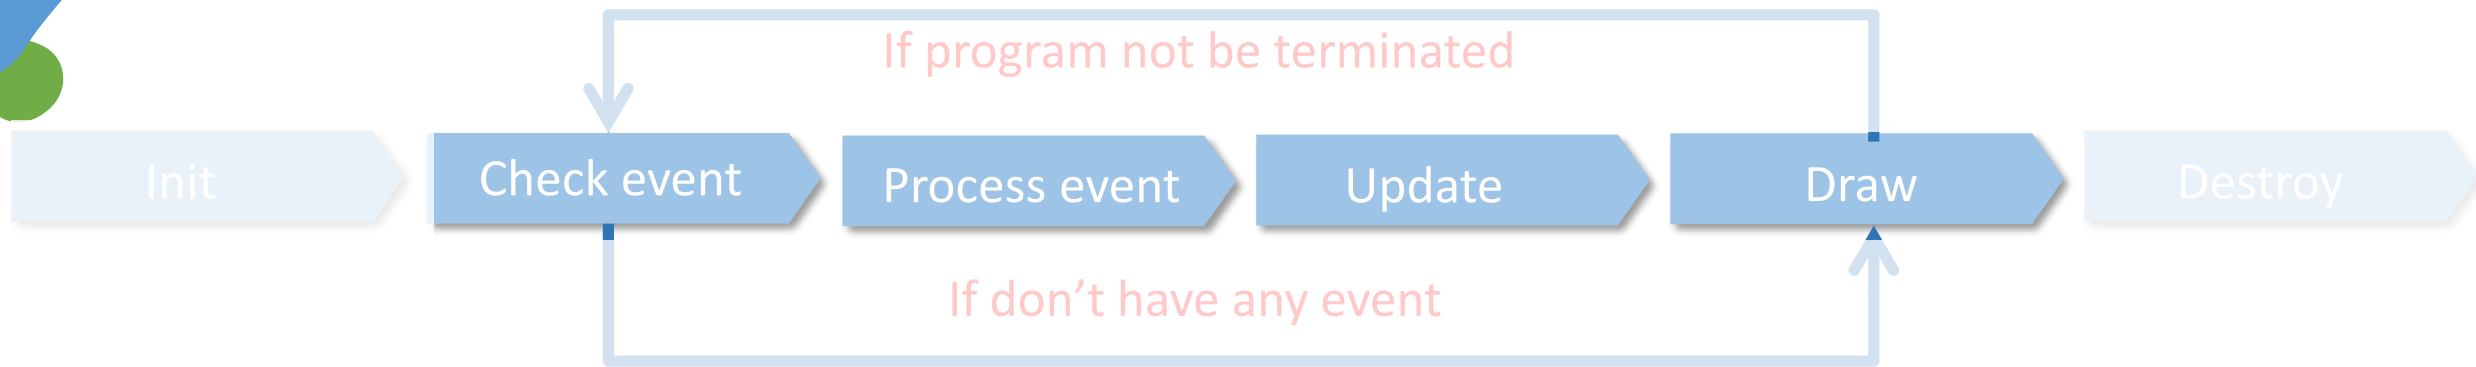 If program not be terminated
Init
Check event
Process event
Update
Draw
Destroy
If don’t have any event